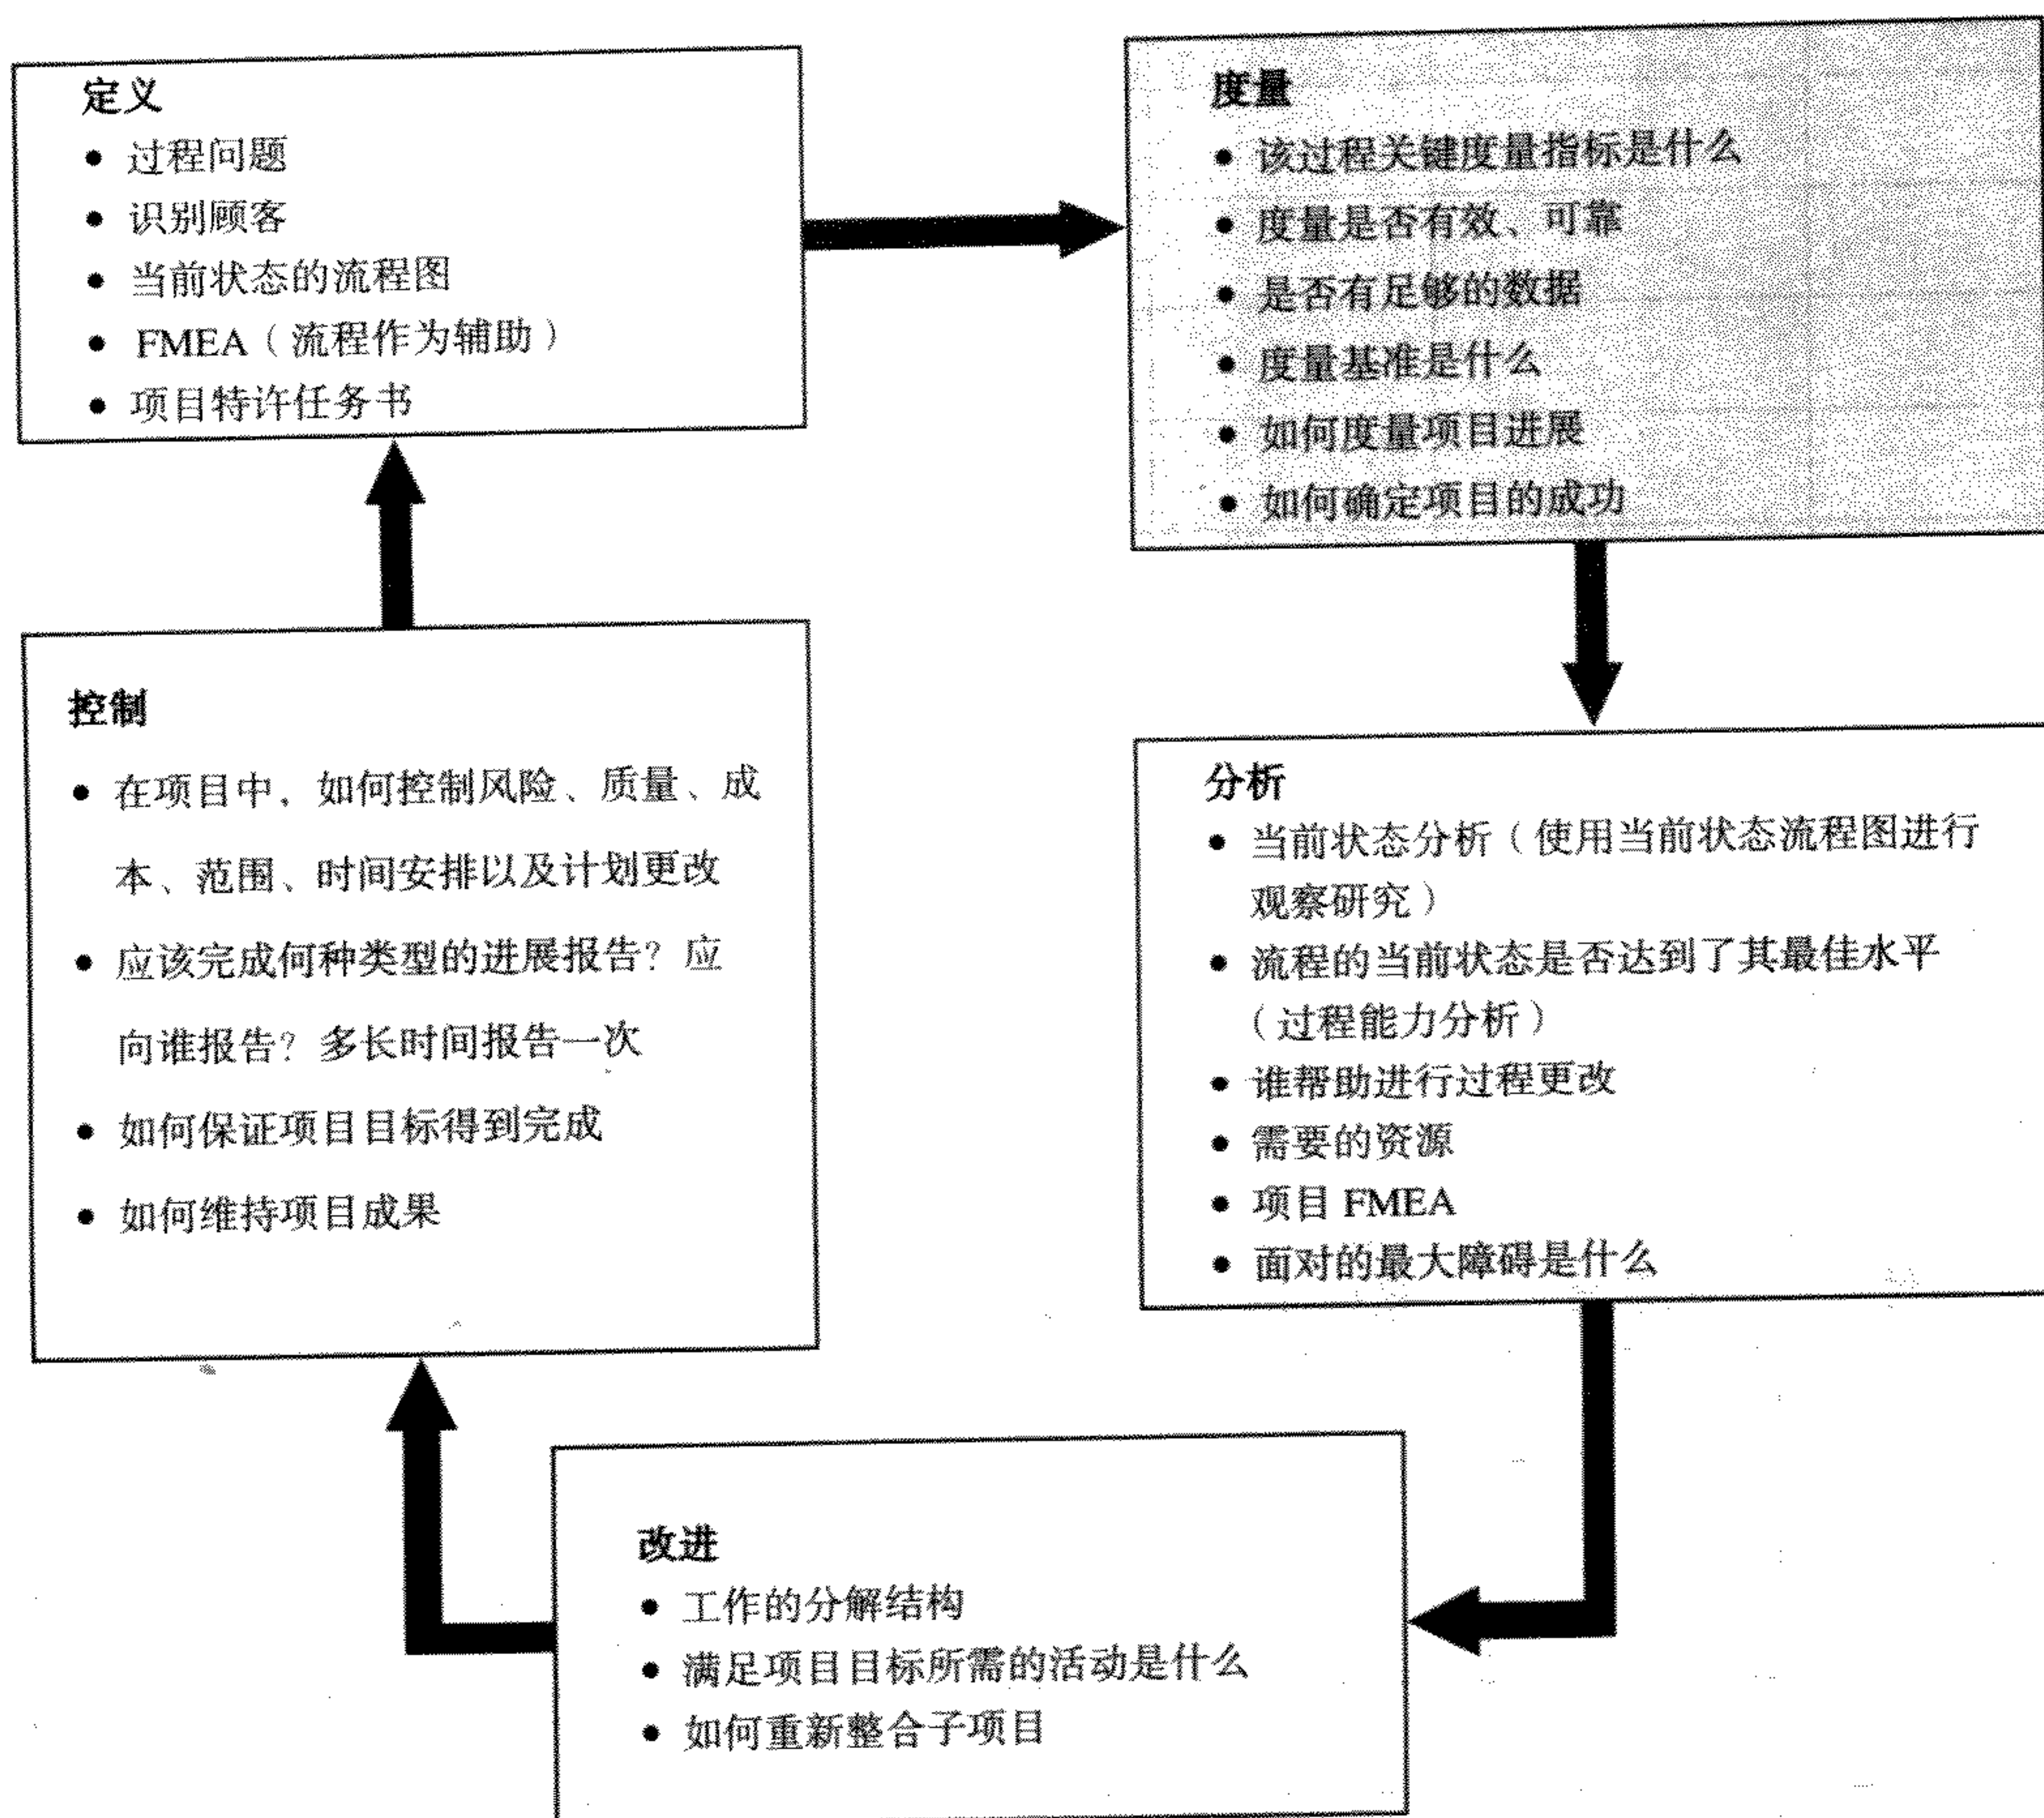 定义
• 过程问题
• 识别顾客
• 当前状态的流程图
• FMEA（流程作为辅助）
• 项目特许任务书
度量
• 该过程关键度量指标是什么
• 度量是否有效、可靠
• 是否有足够的数据
• 度量基准是什么
• 如何度量项目进展
• 如何确定项目的成功
分析
• 当前状态分析（使用当前状态流程图进行
观察研究）
• 流程的当前状态是否达到了其最佳水平
（过程能力分析）
• 谁帮助进行过程更改
• 需要的资源
• 项目 FMEA
• 面对的最大障碍是什么
改进
• 工作的分解结构
• 满足项目目标所需的活动是什么
• 如何重新整合子项目
控制
• 在项目中，如何控制风险、质量、成
本、范围、时间安排以及计划更改
• 应该完成何种类型的进展报告？应
向谁报告？多长时间报告一次
• 如何保证项目目标得到完成
• 如何维持项目成果